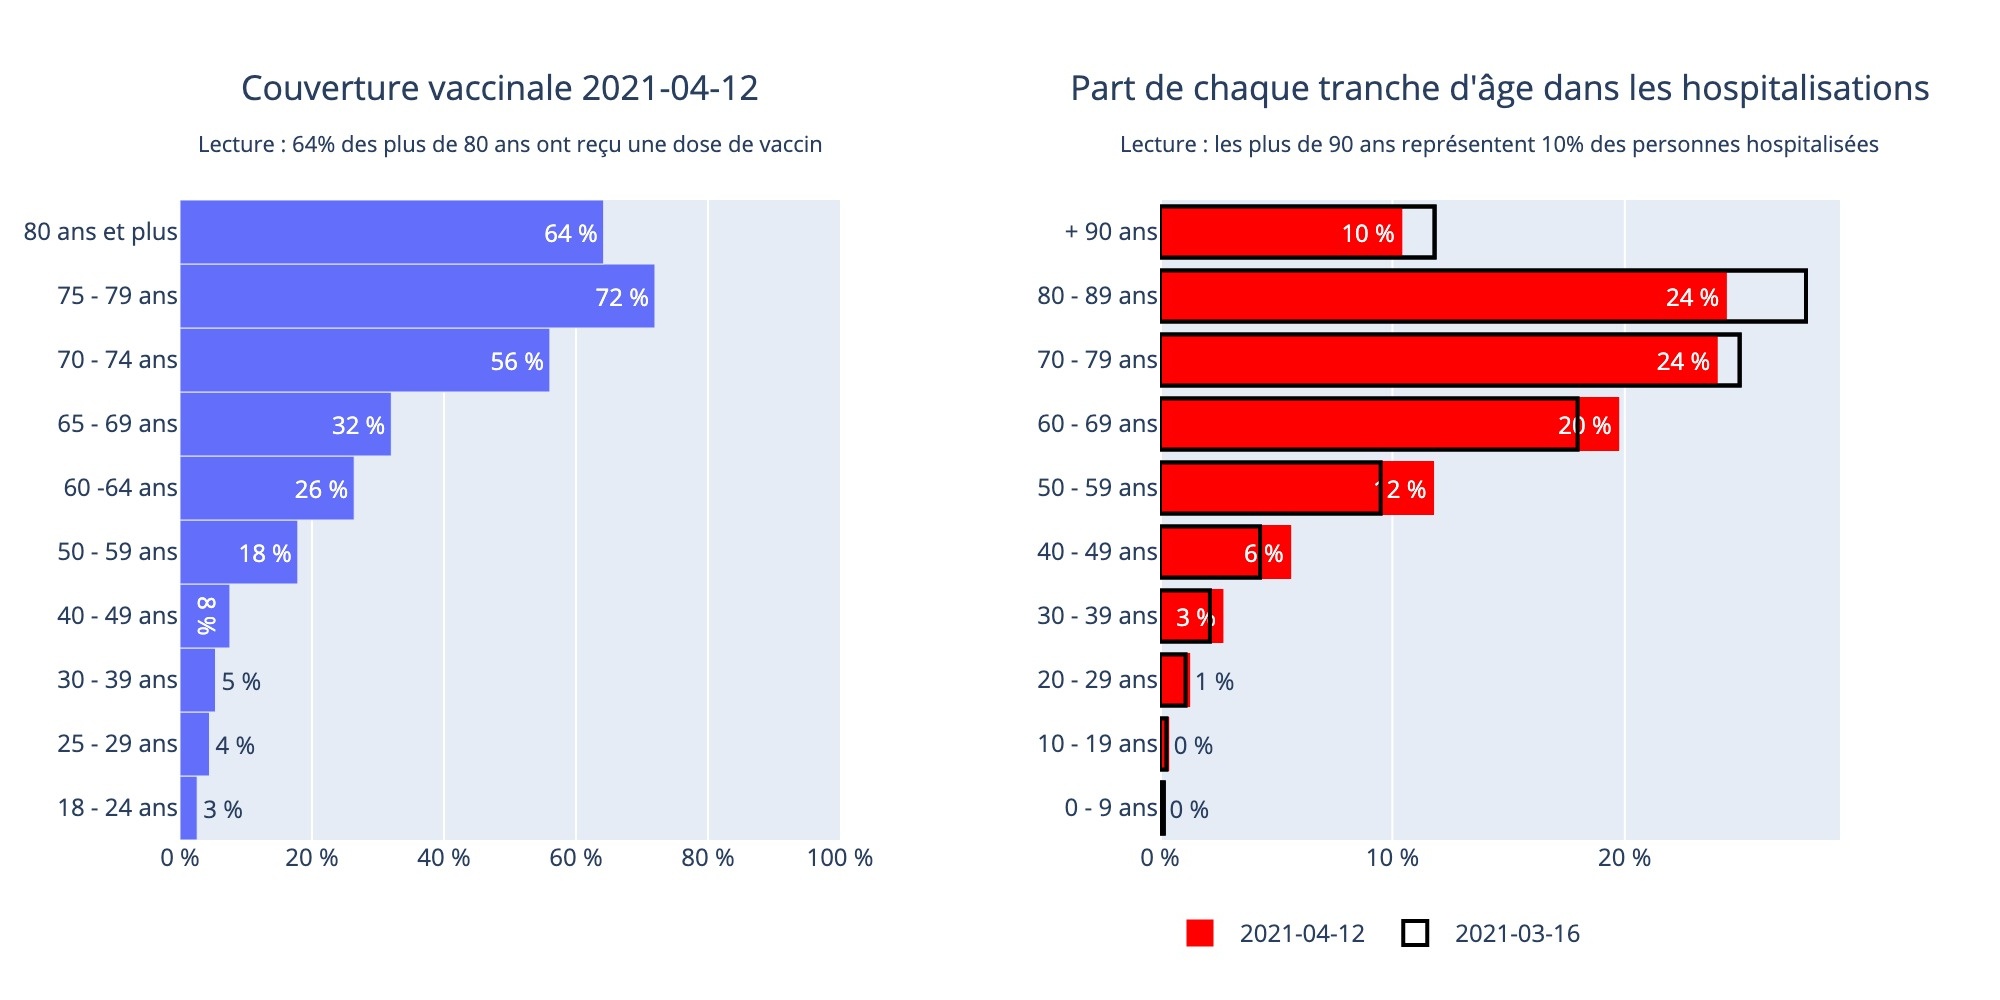 Couverture vaccinale 2021-04-12
Lecture : 64% des plus de 80 ans ont reçu une dose de vaccin
80 ans et plus
64 %
75 - 79 ans
72 %
70 - 74 ans
56 %
65 - 69 ans
32 %
60 -64 ans
26 %
50 - 59 ans
18 %
40 - 49 ans
8 %
30 - 39 ans
5 %
25 - 29 ans
4 %
18 - 24 ans
3 %
0 %
20 %
40 %
60 %
80 %
100 %
Part de chaque tranche d'âge dans les hospitalisations
Lecture : les plus de 90 ans représentent 10% des personnes hospitalisées
+ 90 ans
10 %
80 - 89 ans
24 %
70 - 79 ans
24 %
60 - 69 ans
20 %
50 - 59 ans
12 %
40 - 49 ans
6 %
30 - 39 ans
3 %
20 - 29 ans
1 %
10 - 19 ans
0 %
0 - 9 ans
0 %
0 %
10 %
20 %
2021-04-12
2021-03-16